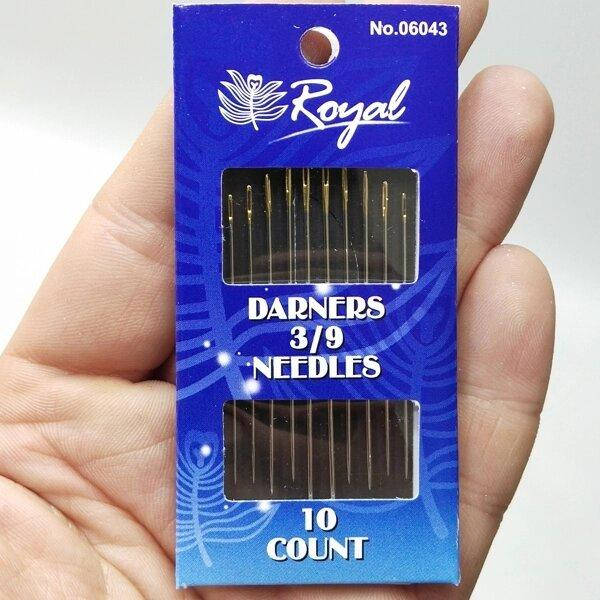 No.06043
Royal
DARNERS
3/9
NEEDLES
10
COUNT